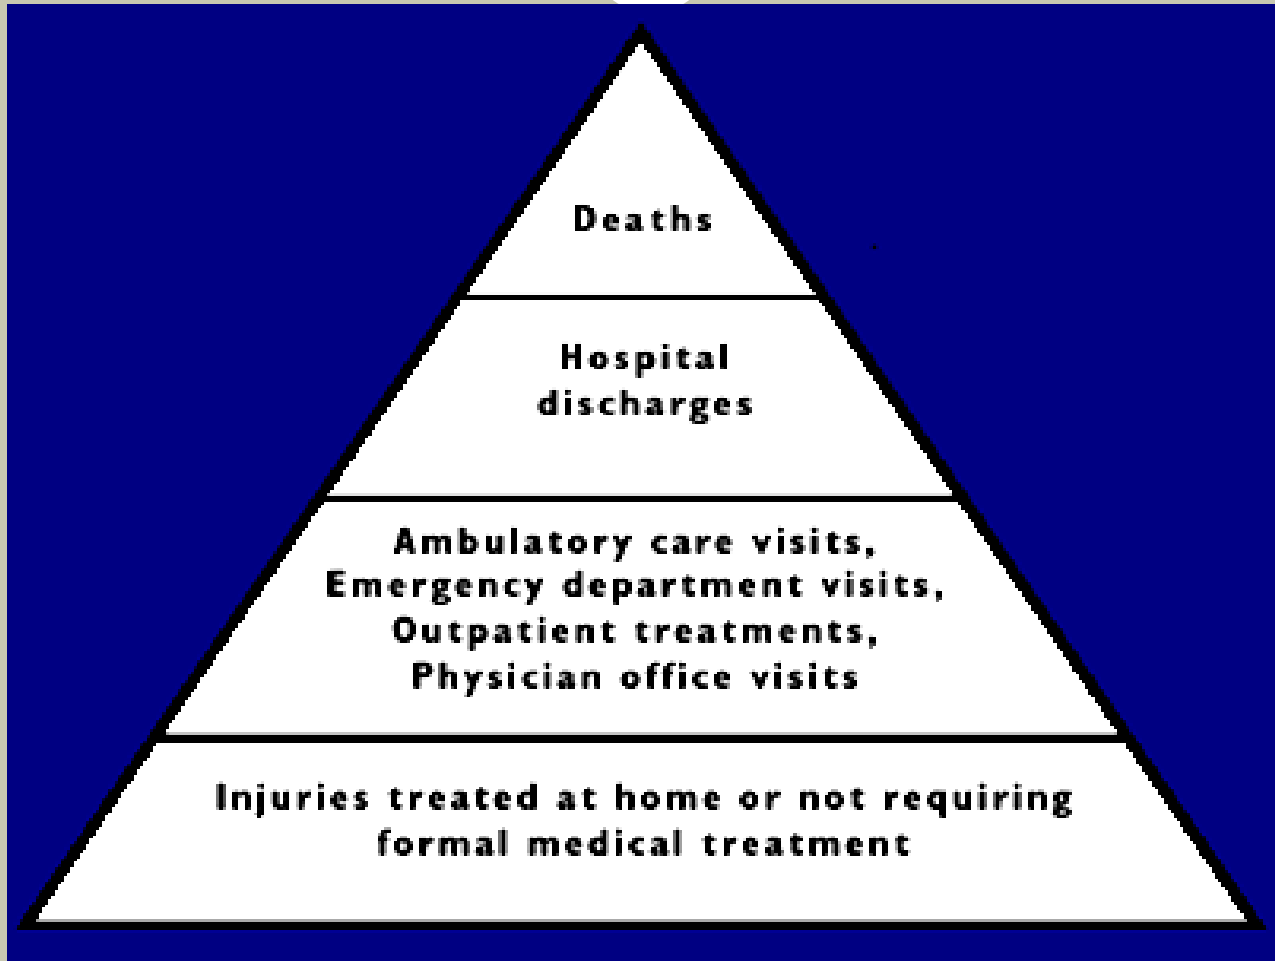 Deaths
Hospital
discharges
Ambulatory care visits,
Emergency department visits,
Outpatient treatments,
Physician office visits
Injuries treated at home or not requiring
formal medical treatment